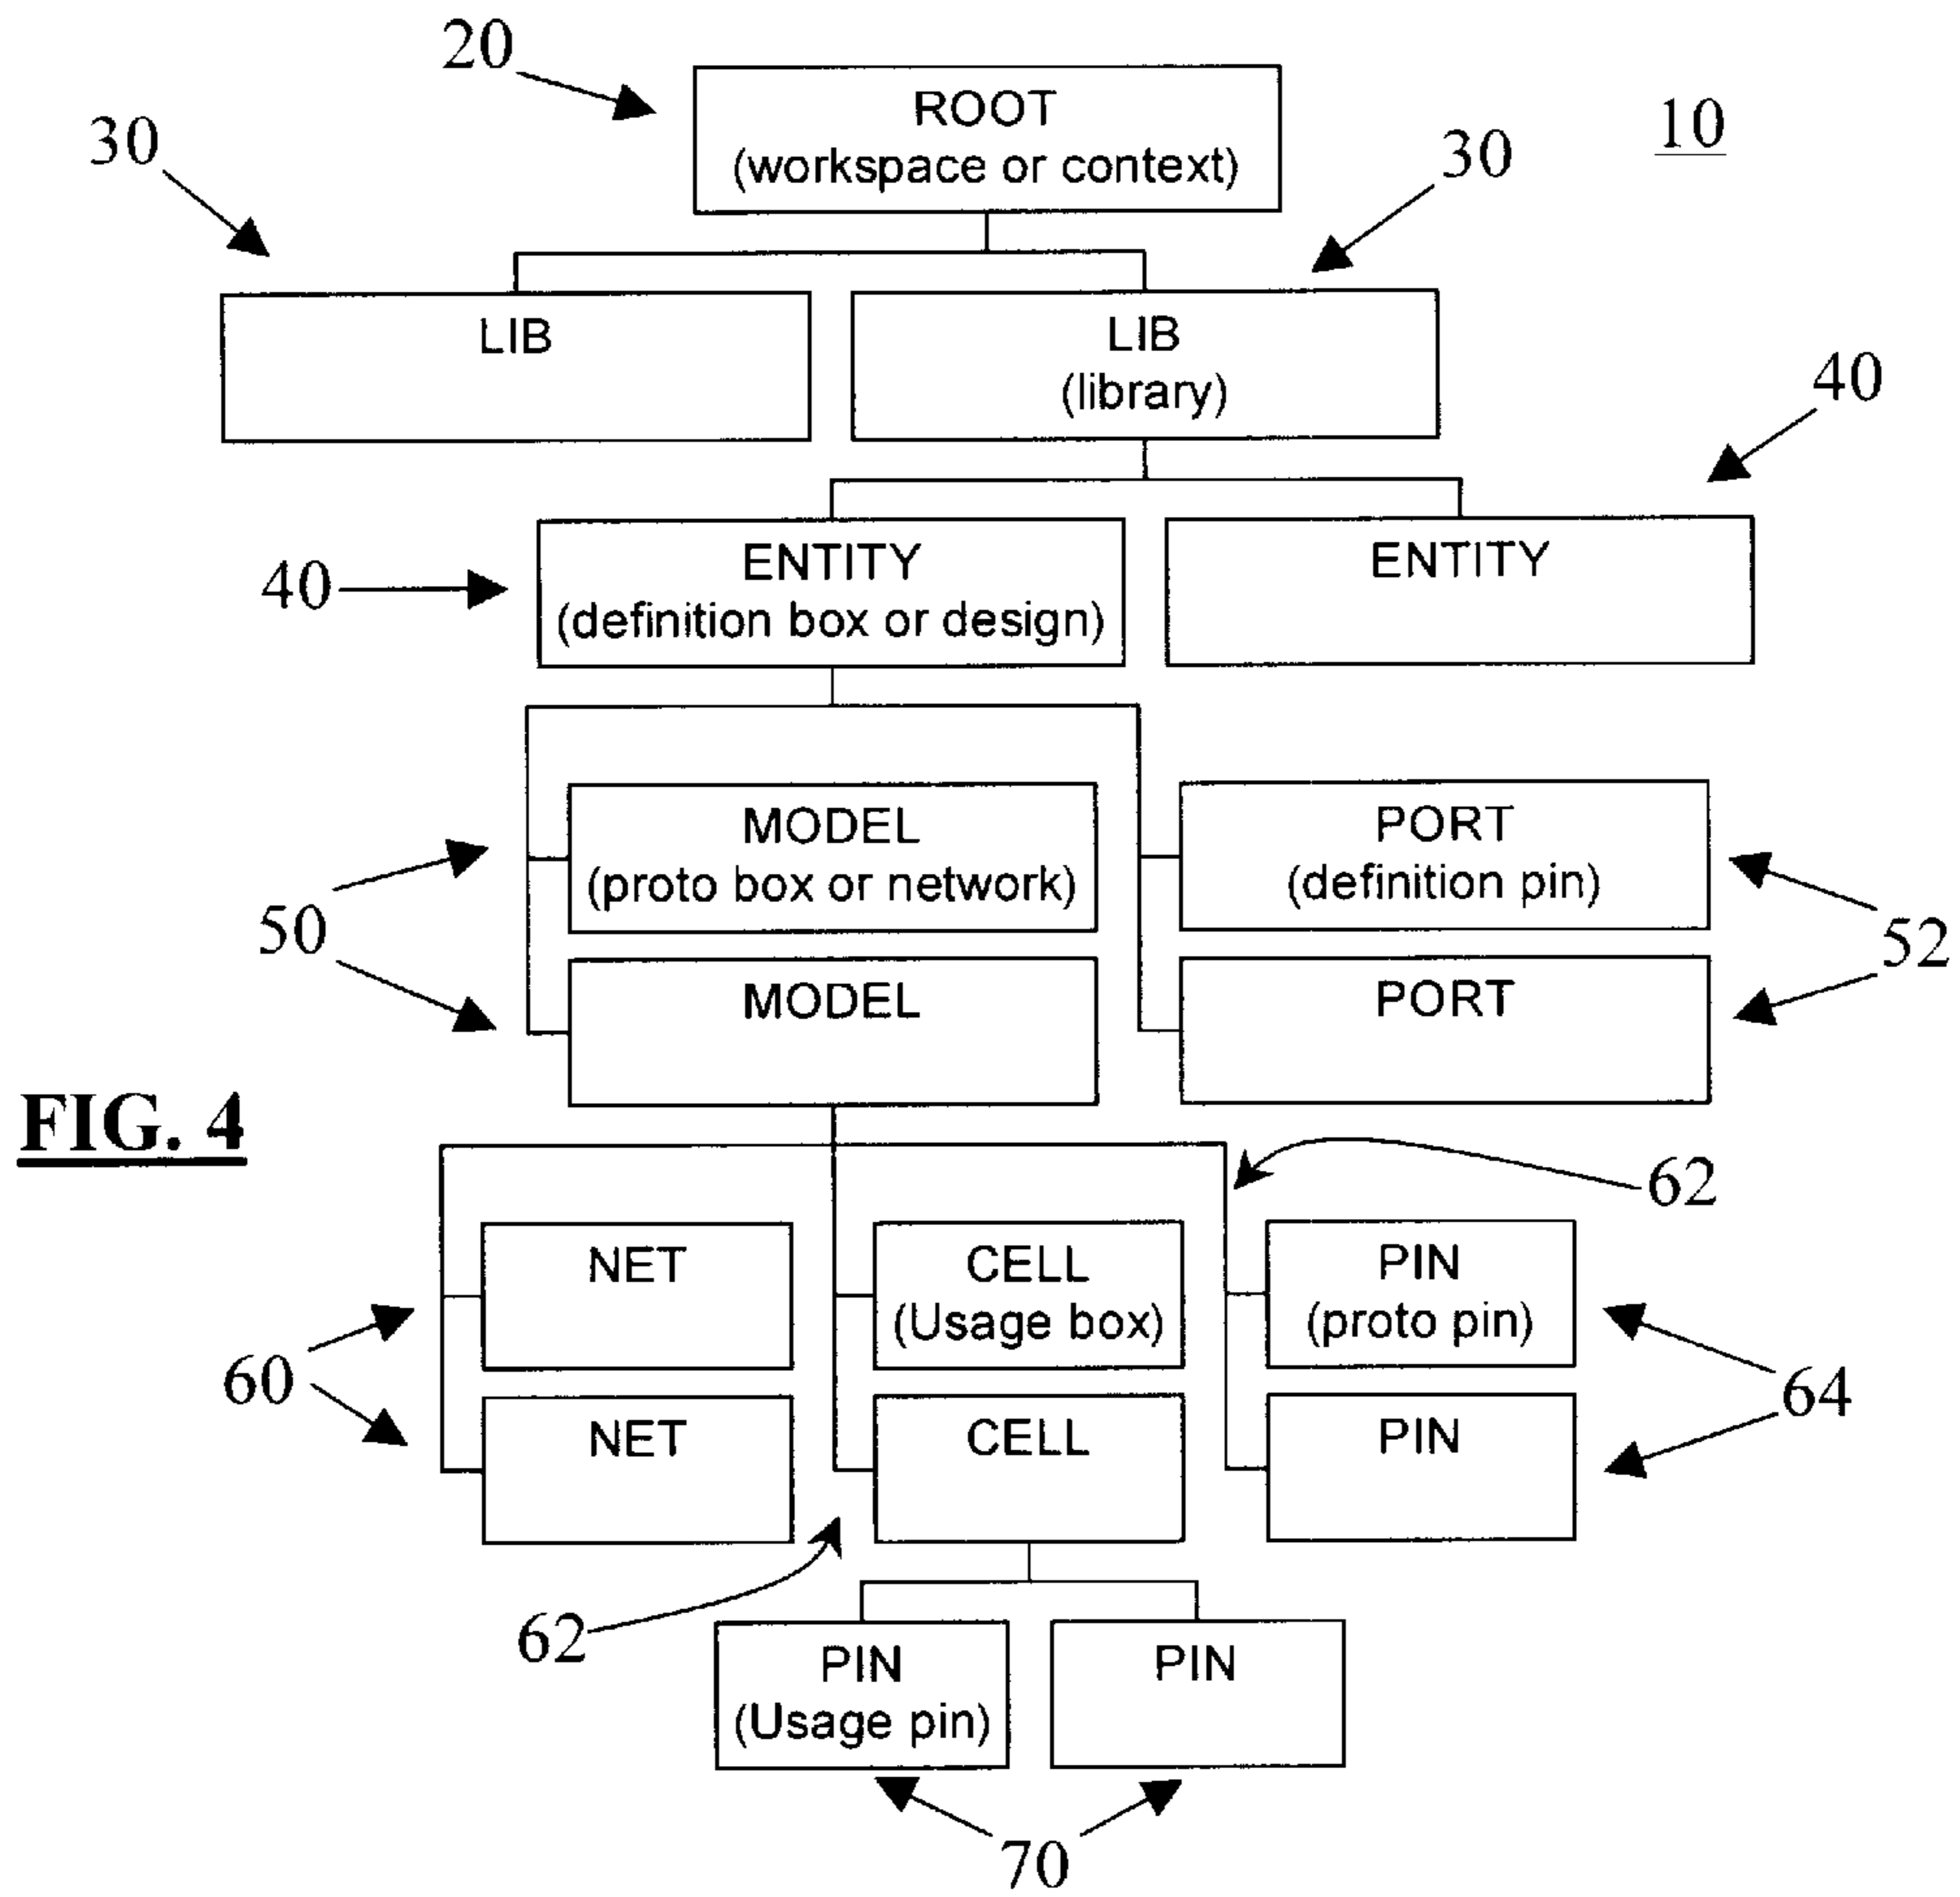 20
ROOT
(workspace or context)
10
30
30
LIB
LIB
(library)
40
ENTITY
(definition box or design)
ENTITY
40
MODEL
(proto box or network)
PORT
(definition pin)
50
52
MODEL
PORT
FIG. 4
62
NET
CELL
(Usage box)
PIN
(proto pin)
60
64
NET
CELL
PIN
62
PIN
(Usage pin)
PIN
70